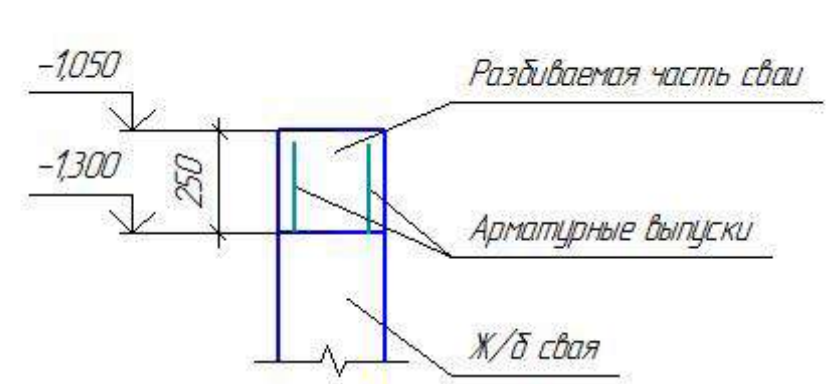 -1,050
Разбиваемая часть сваи
-1,300
250
Арматурные выпуски
Ж/б свая